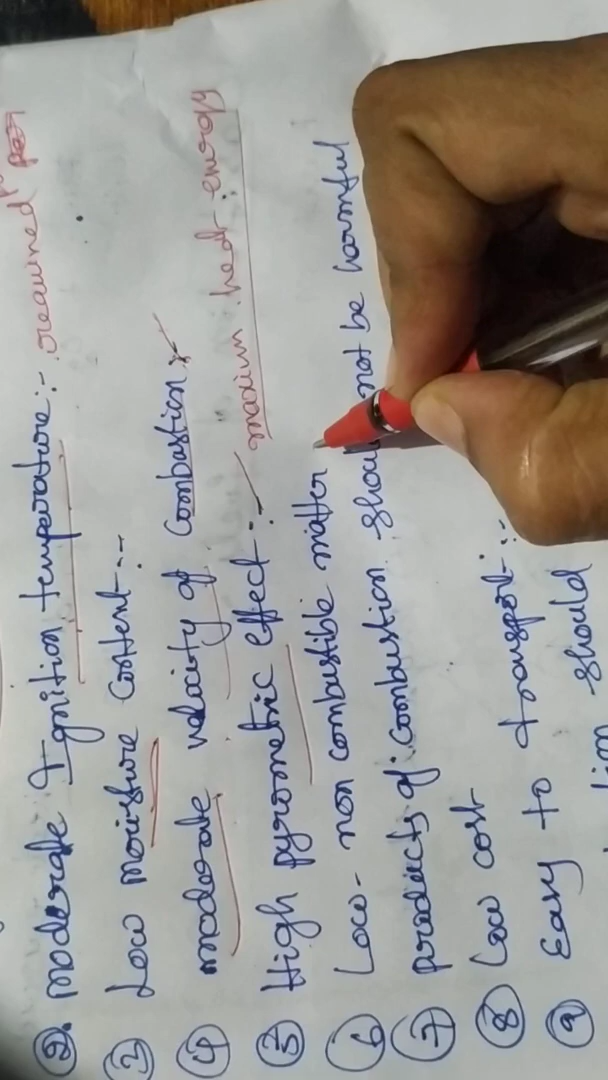 2. moderate Ignition temperature:- required
3 Low moisture content:-
4 moderate velocity of Combustion:-
5 High pyrometric effect:- maxium heat energy
6 Low- non combustible matter
7 products of combustion should not be harmful
8 Low cost
9 Easy to transport:-
should